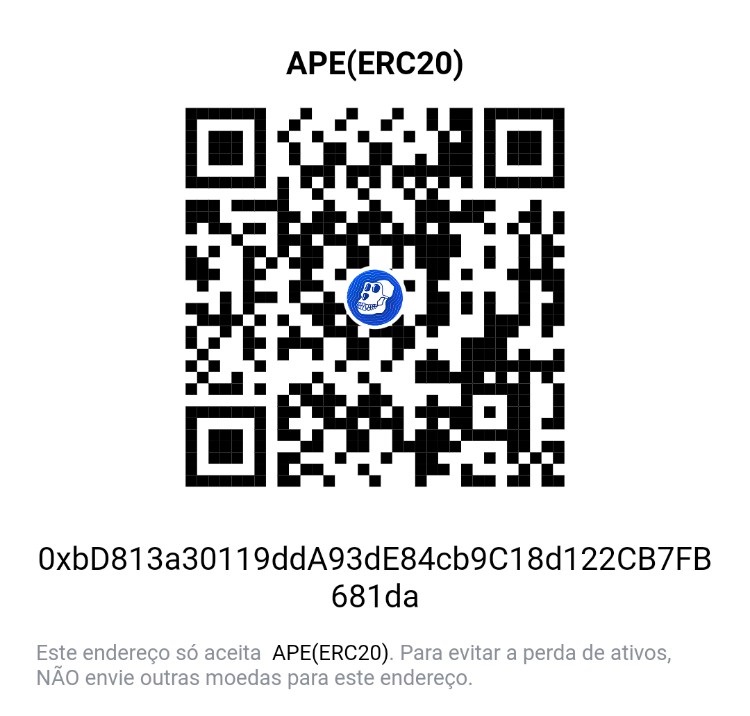 APE(ERC20)
0xbD813a30119ddA93dE84cb9C18d122CB7FB
681da
Este endereço só aceita APE(ERC20). Para evitar a perda de ativos,
NÃO envie outras moedas para este endereço.